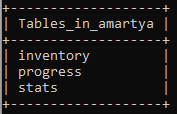 +-------------------+
| Tables_in_amartya |
+-------------------+
| inventory         |
| progress          |
| stats             |
+-------------------+